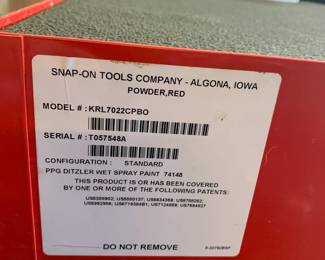 SNAP-ON TOOLS COMPANY - ALGONA, IOWA
POWDER,RED
MODEL # : KRL7022CPBO
SERIAL # : T057548A
CONFIGURATION : STANDARD
PPG DITZLER WET SPRAY PAINT 74148
THIS PRODUCT IS OR HAS BEEN COVERED
BY ONE OR MORE OF THE FOLLOWING PATENTS:
DO NOT REMOVE